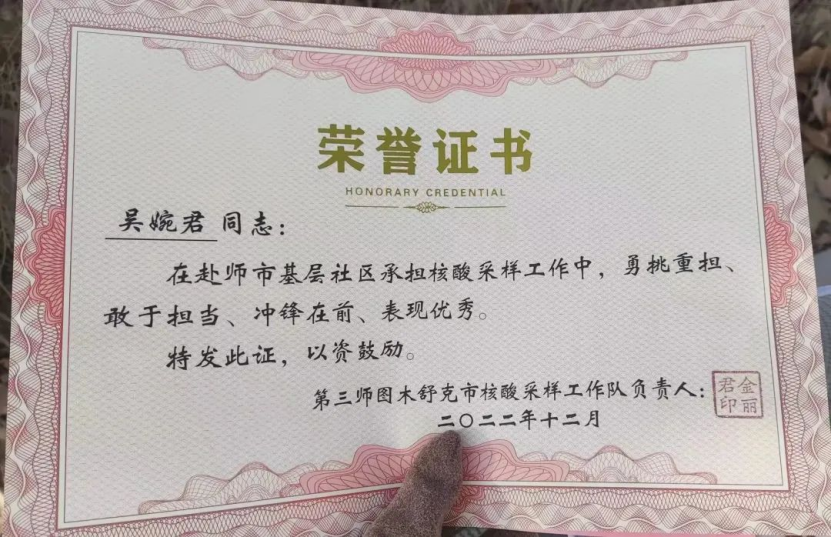 荣誉证书
HONORARY CREDENTIAL
吴婉君 同志：
在赴师市基层社区承担核酸采样工作中，勇挑重担、
敢于担当、冲锋在前、表现优秀。
特发此证，以资鼓励。
第三师图木舒克市核酸采样工作队负责人：
金丽君印
二〇二二年十二月